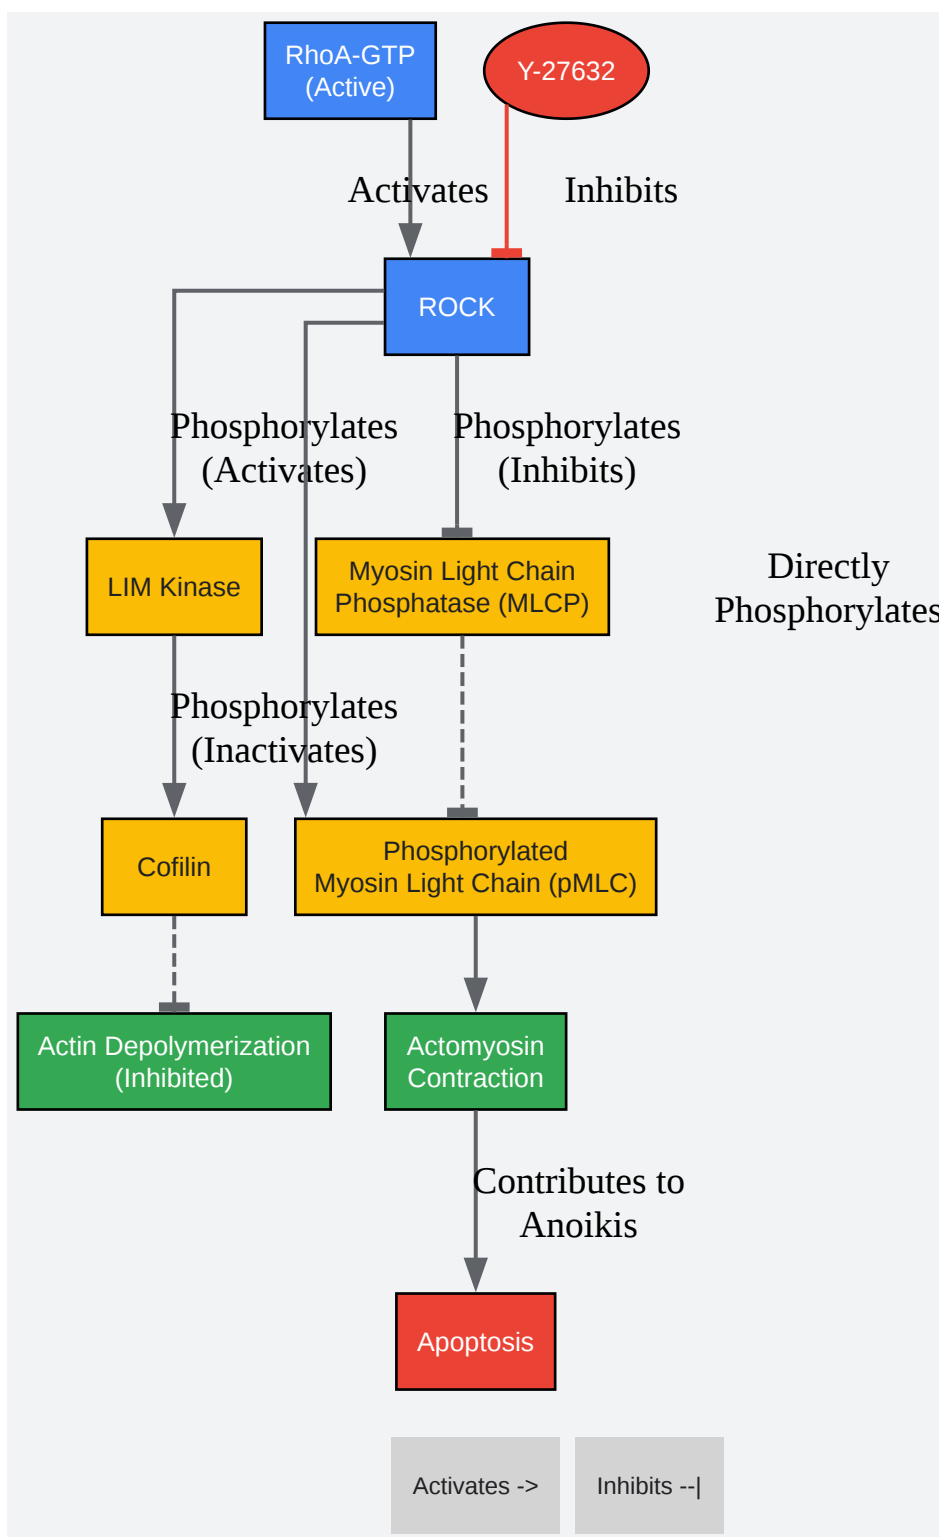 RhoA-GTP
(Active)
Y-27632
Activates
Inhibits
ROCK
Phosphorylates
(Activates)
Phosphorylates
(Inhibits)
LIM Kinase
Myosin Light Chain
Phosphatase (MLCP)
Directly
Phosphorylates
Phosphorylates
(Inactivates)
Cofilin
Phosphorylated
Myosin Light Chain (pMLC)
Actin Depolymerization
(Inhibited)
Actomyosin
Contraction
Contributes to
Anoikis
Apoptosis
Activates ->
Inhibits --|